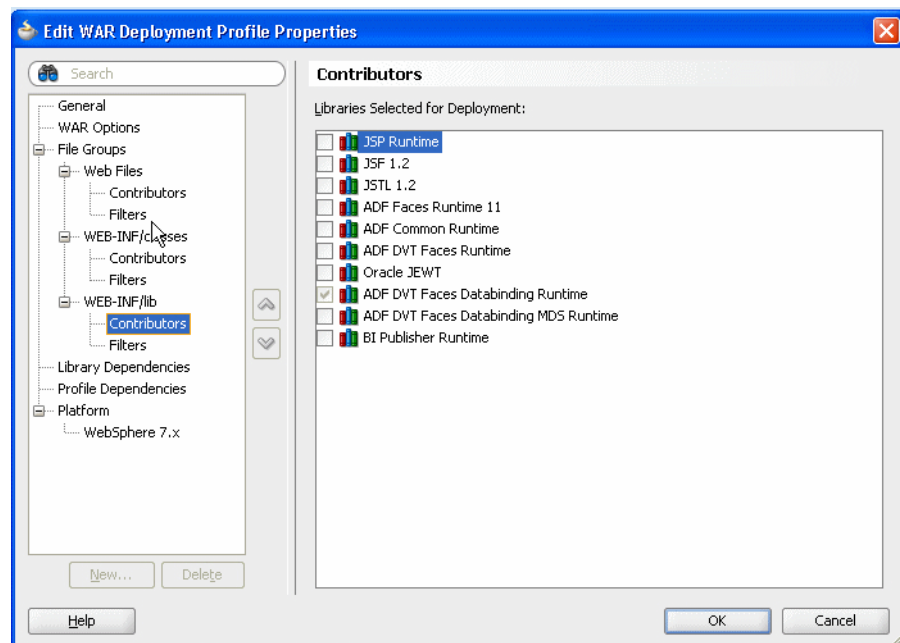 Edit WAR Deployment Profile Properties
Search
General
WAR Options
File Groups
Web Files
Contributors
Filters
WEB-INF/classes
Contributors
Filters
WEB-INF/lib
Contributors
Filters
Library Dependencies
Profile Dependencies
Platform
WebSphere 7.x
New...
Delete
Contributors
Libraries Selected for Deployment:
JSP Runtime
JSF 1.2
JSTL 1.2
ADF Faces Runtime 11
ADF Common Runtime
ADF DVT Faces Runtime
Oracle JEWT
ADF DVT Faces Databinding Runtime
ADF DVT Faces Databinding MDS Runtime
BI Publisher Runtime
Help
OK
Cancel